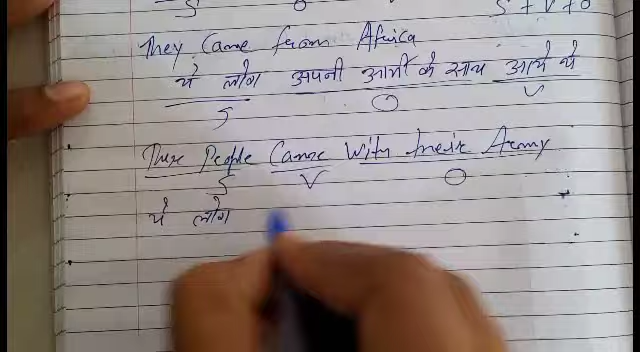 S O S + V + O
They Came from Africa
ये लोग अपनी आर्मी के साथ आये थे
S O V
These People Came With their Army
S V O
ये लोग